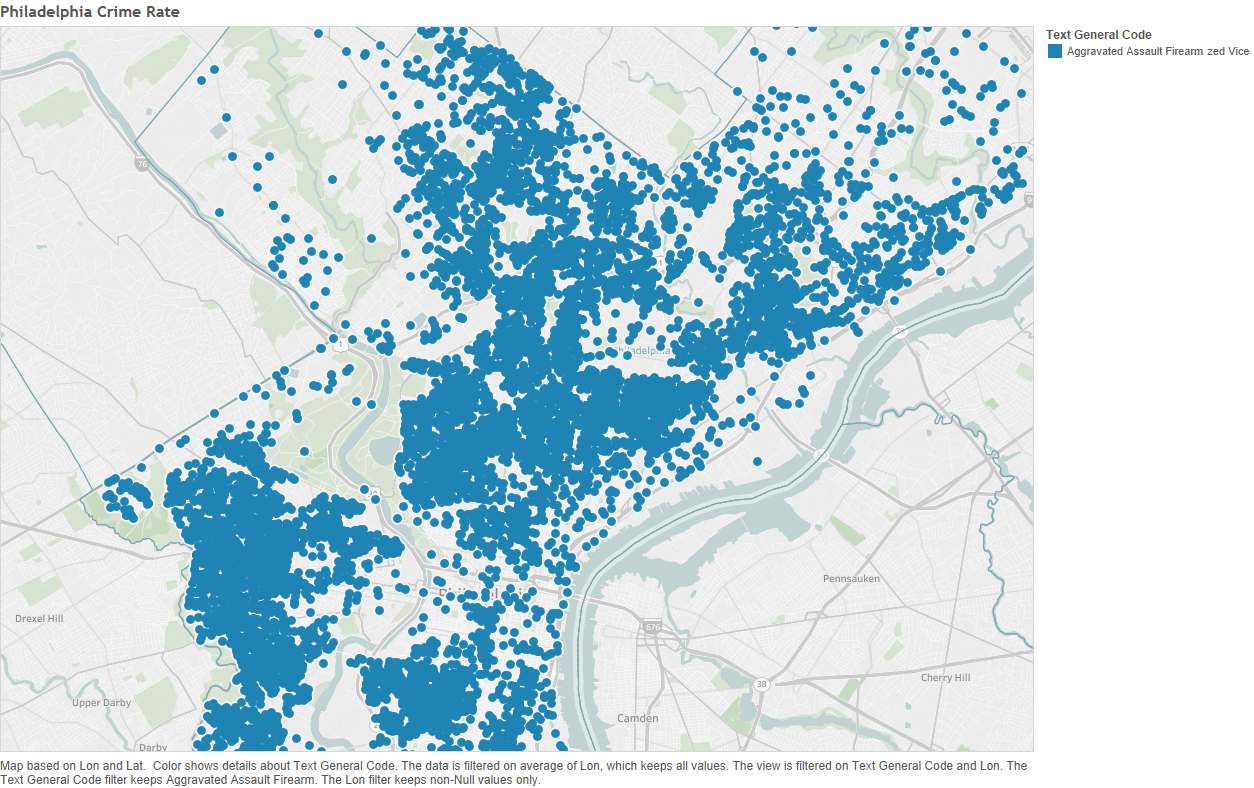 Philadelphia Crime Rate
Text General Code
Aggravated Assault Firearm zed Vice
76
1
1
676
38
Pennsauken
Drexel Hill
Cherry Hill
Upper Darby
Camden
Darby
Map based on Lon and Lat.  Color shows details about Text General Code. The data is filtered on average of Lon, which keeps all values. The view is filtered on Text General Code and Lon. The
Text General Code filter keeps Aggravated Assault Firearm. The Lon filter keeps non-Null values only.